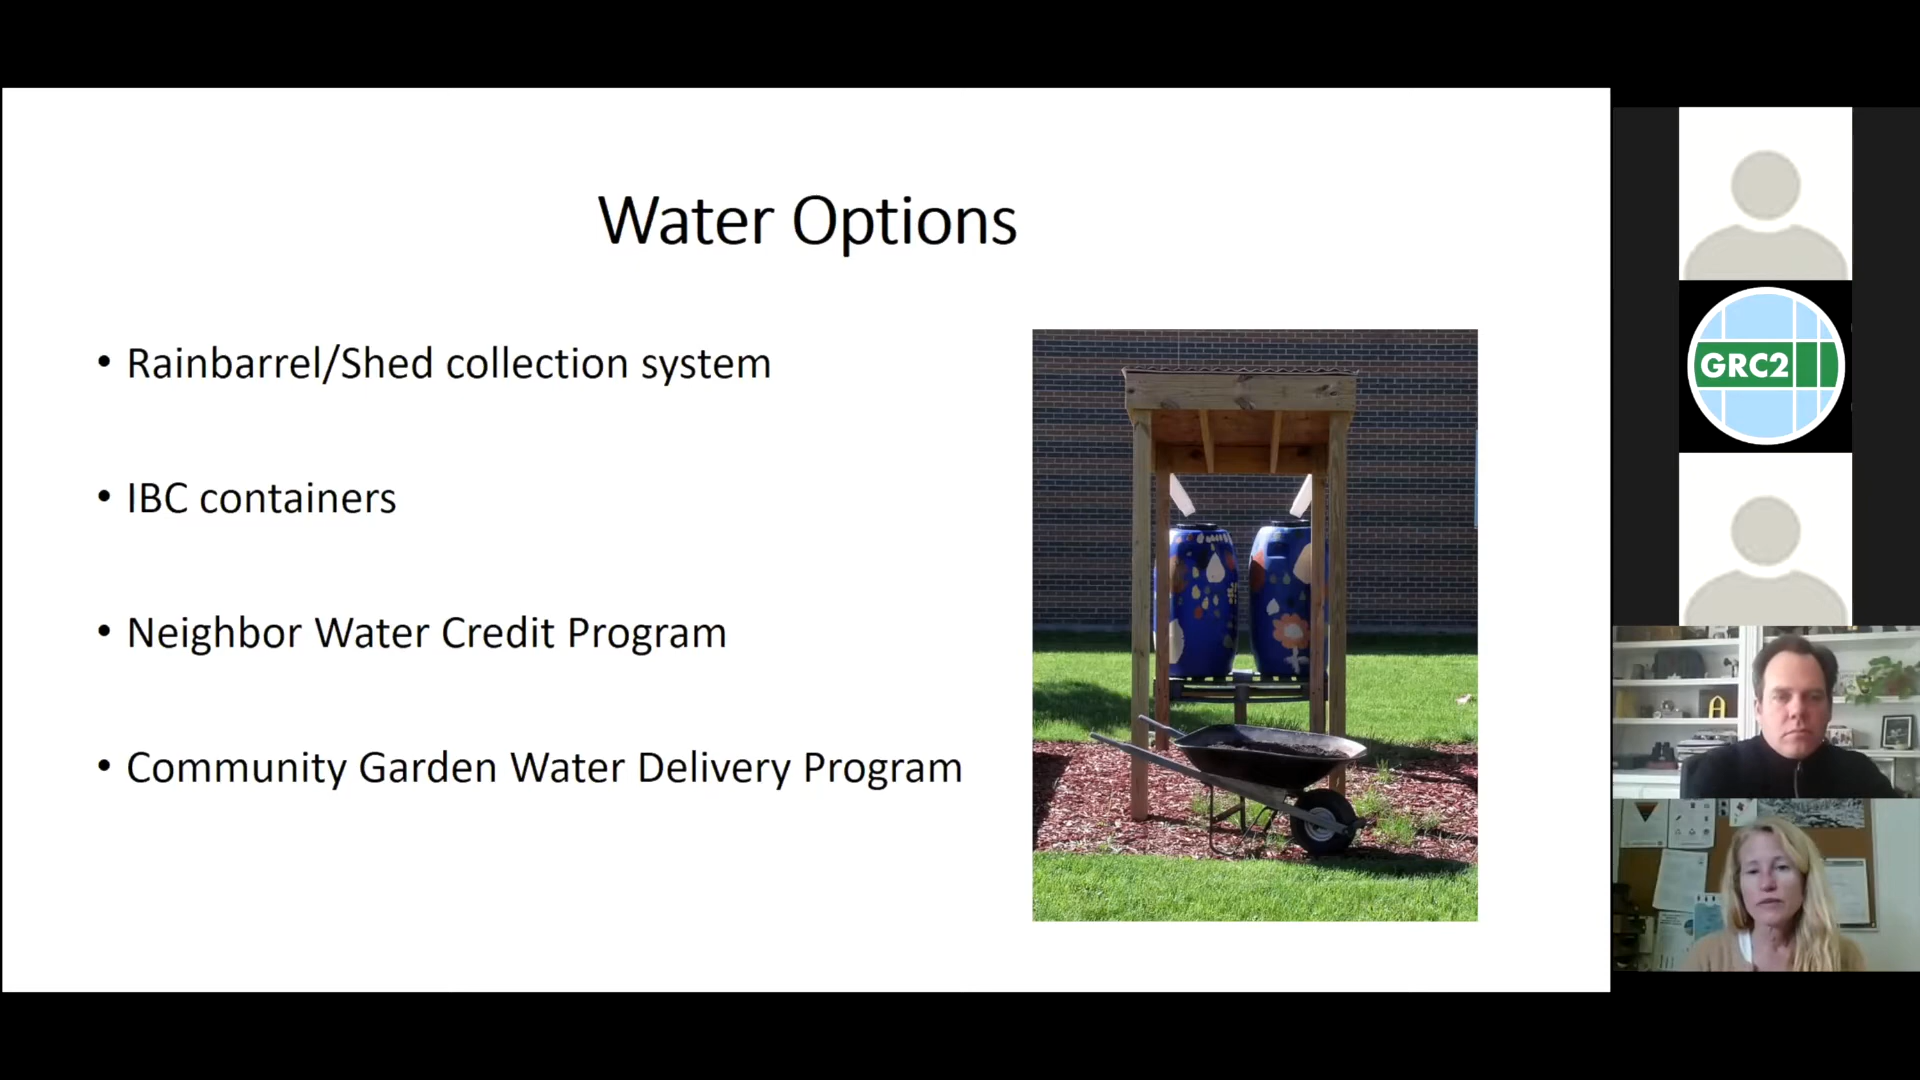 Water Options
• Rainbarrel/Shed collection system
• IBC containers
• Neighbor Water Credit Program
• Community Garden Water Delivery Program
GRC2